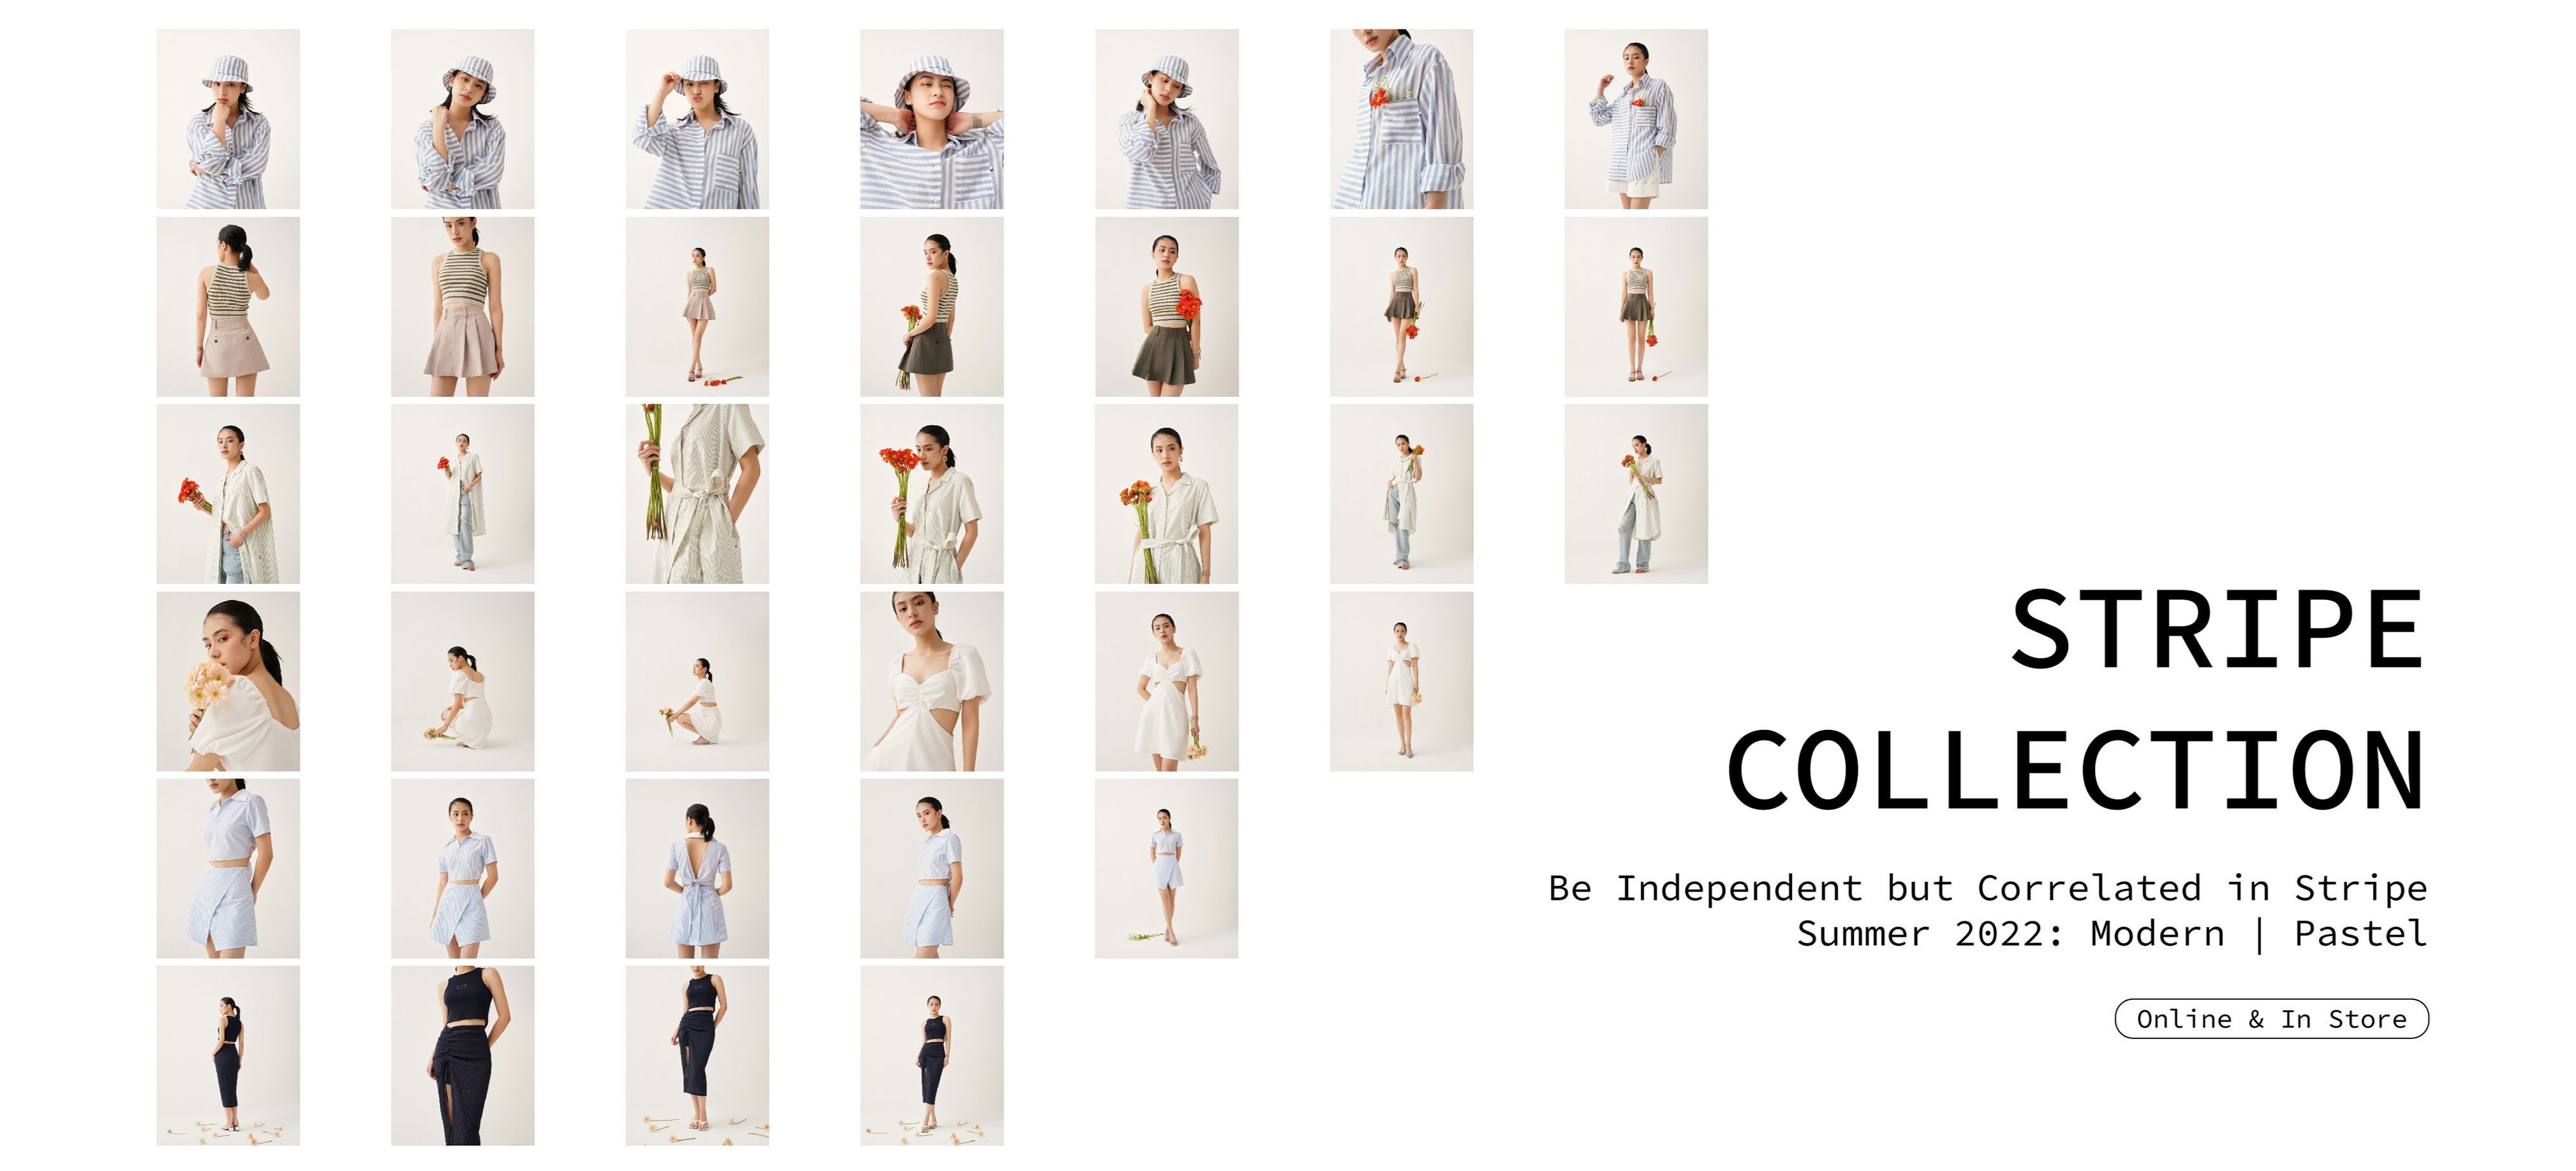 STRIPE
COLLECTION
Be Independent but Correlated in Stripe
Summer 2022: Modern | Pastel
Online & In Store